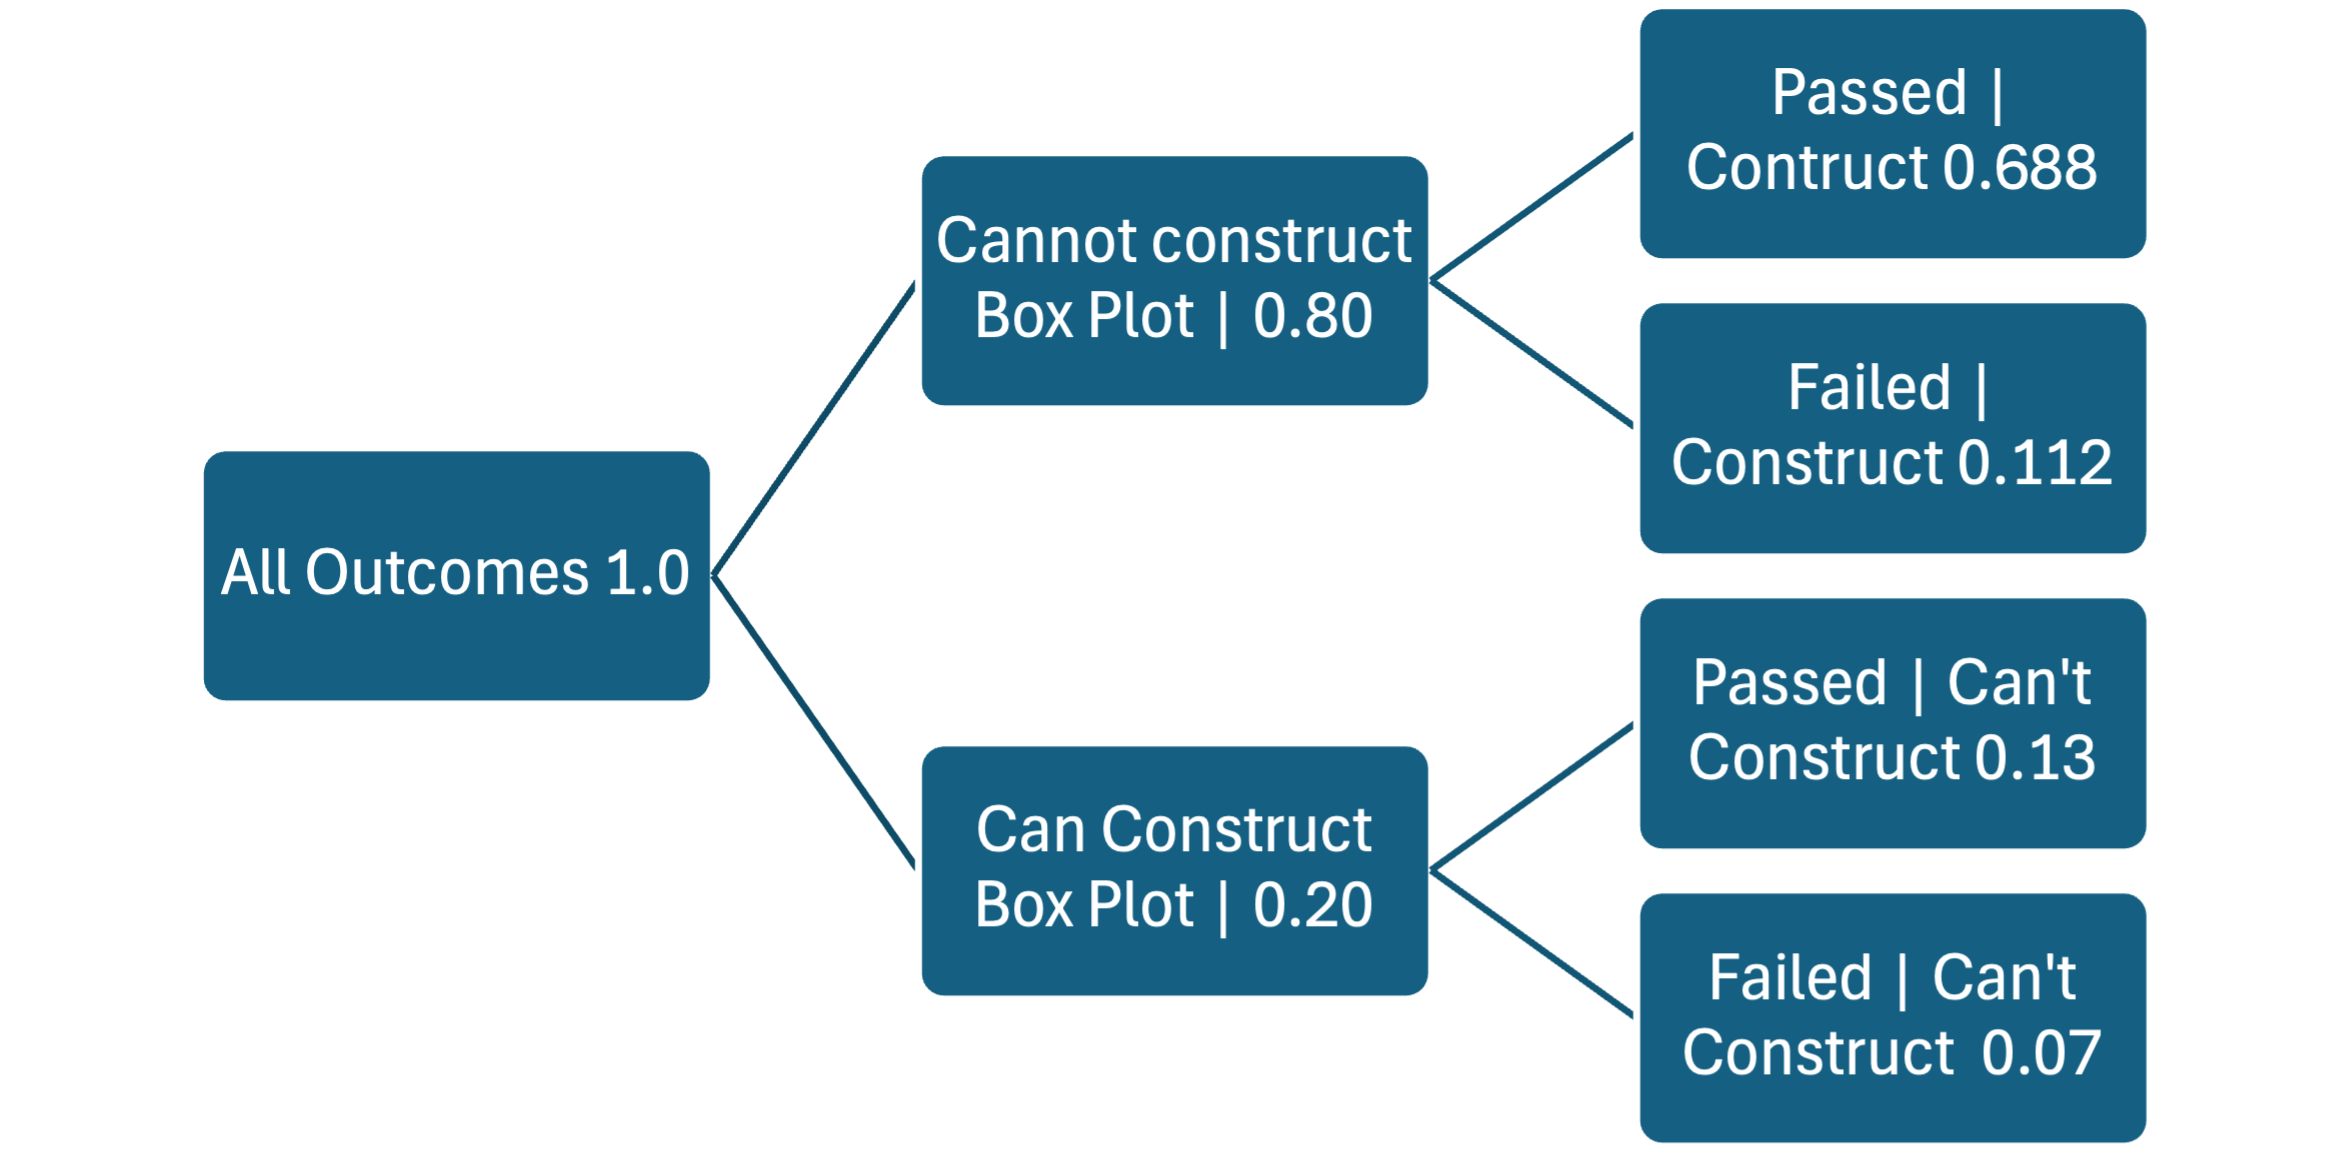 All Outcomes 1.0
Cannot construct
Box Plot | 0.80
Passed |
Contruct 0.688
Failed |
Construct 0.112
Can Construct
Box Plot | 0.20
Passed | Can't
Construct 0.13
Failed | Can't
Construct 0.07